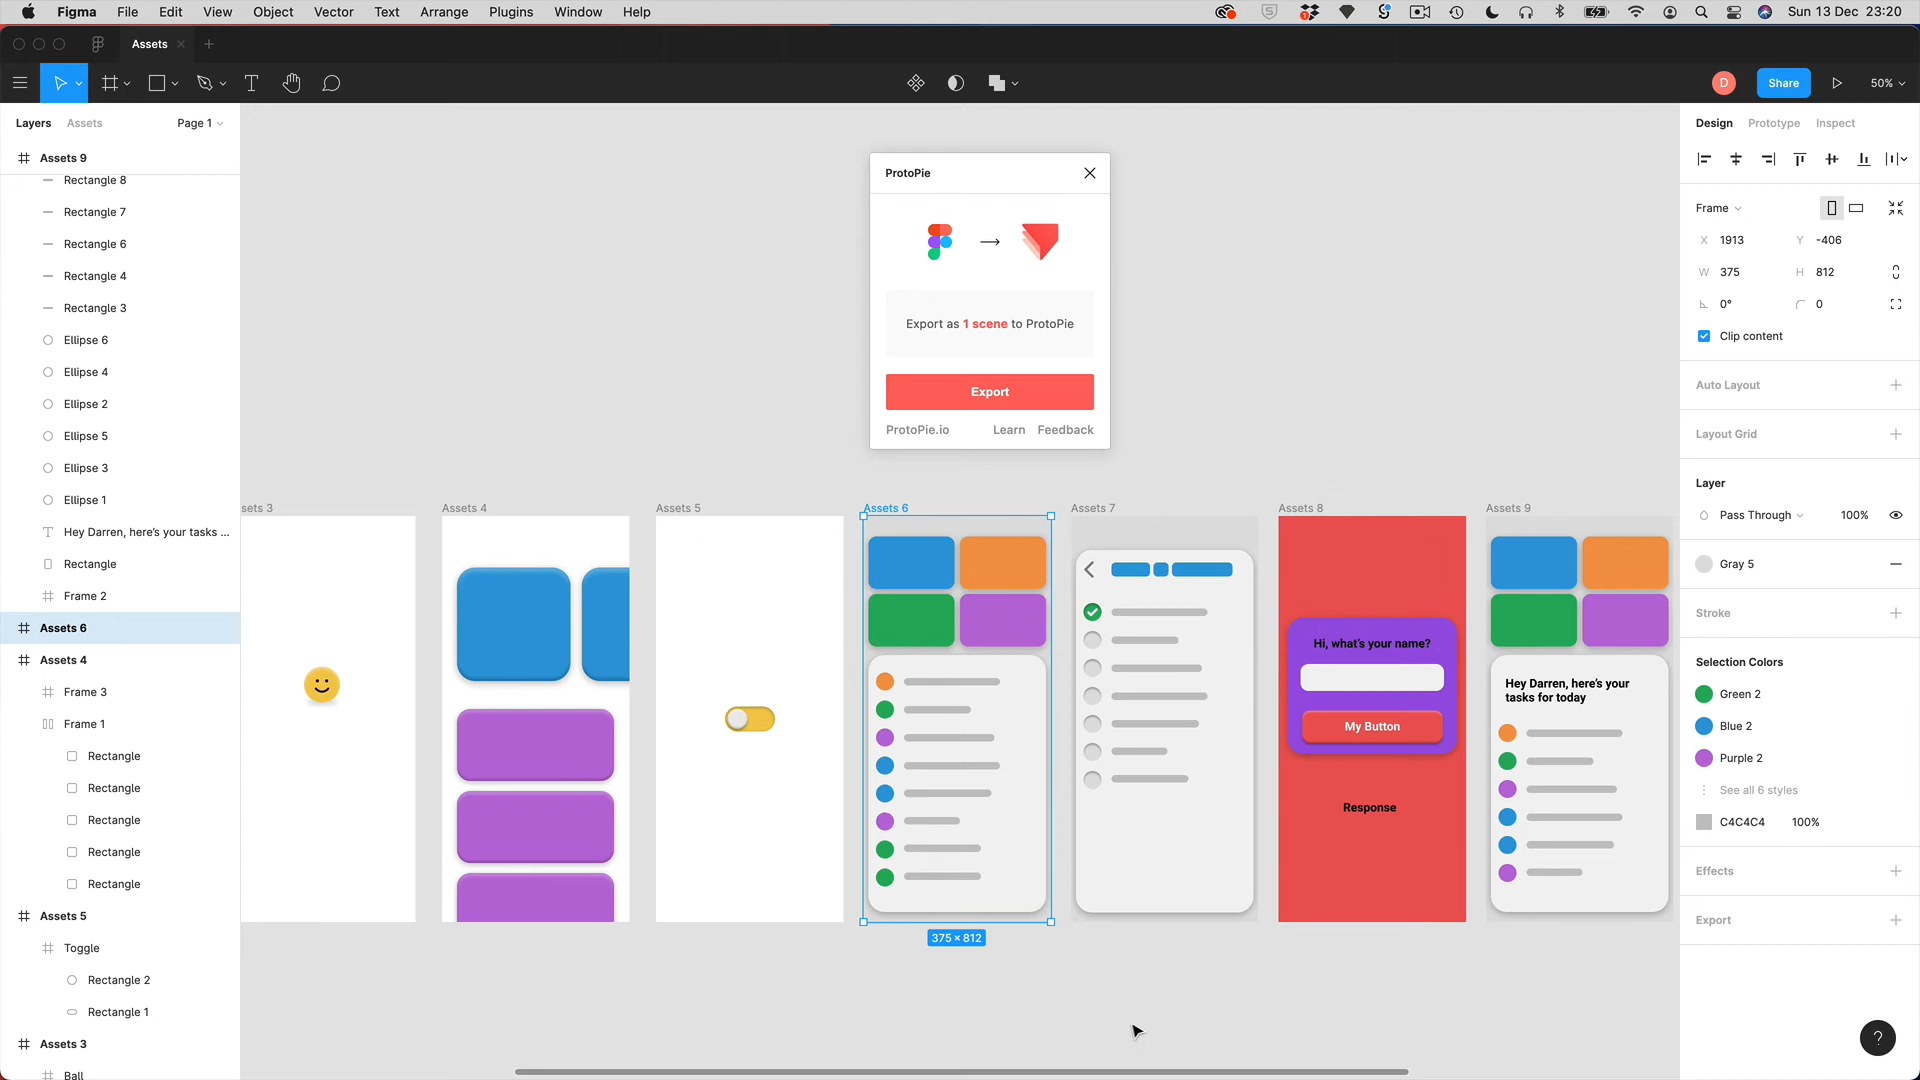 Figma File Edit View Object Vector Text Arrange Plugins Window Help Sun 13 Dec 23:20
Assets
D Share 50%
Layers Assets Page 1
Assets 9
Rectangle 8
Rectangle 7
Rectangle 6
Rectangle 4
Rectangle 3
Ellipse 6
Ellipse 4
Ellipse 2
Ellipse 5
Ellipse 3
Ellipse 1
Hey Darren, here's your tasks ...
Rectangle
Frame 2
Assets 6
Assets 4
Frame 3
Frame 1
Rectangle
Rectangle
Rectangle
Rectangle
Rectangle
Assets 5
Toggle
Rectangle 2
Rectangle 1
Assets 3
Ball
ProtoPie
Export as 1 scene to ProtoPie
Export
ProtoPie.io Learn Feedback
sets 3
Assets 4
Assets 5
Assets 6
375 × 812
Assets 7
Assets 8
Hi, what's your name?
My Button
Response
Assets 9
Hey Darren, here's your
tasks for today
Design Prototype Inspect
Frame
X 1913 Y -406
W 375 H 812
0° 0
Clip content
Auto Layout
Layout Grid
Layer
Pass Through 100%
Gray 5
Stroke
Selection Colors
Green 2
Blue 2
Purple 2
See all 6 styles
C4C4C4 100%
Effects
Export
?